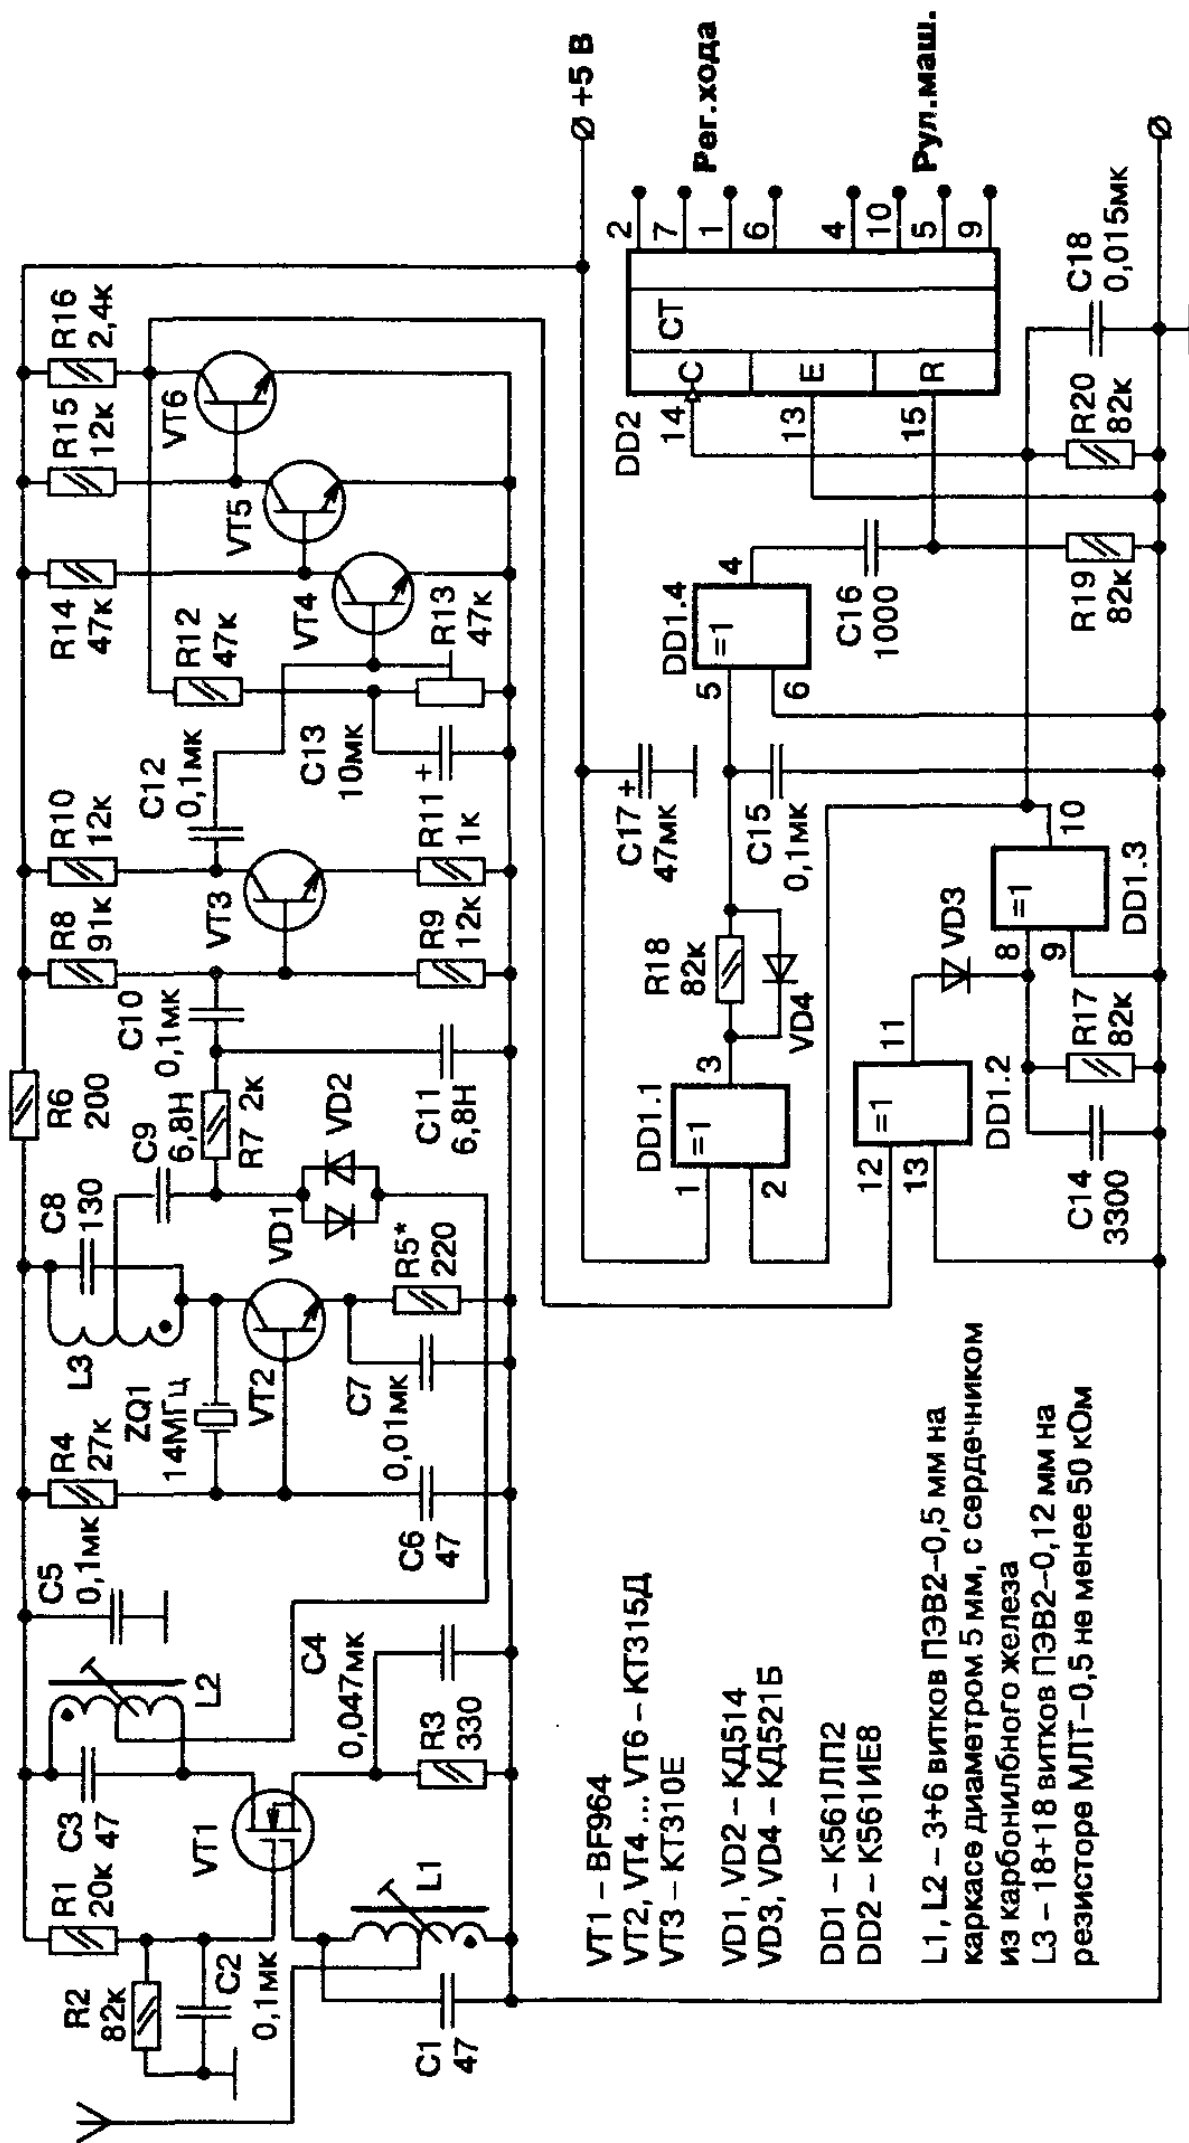 R1
20к
R2
82к
C2
0,1мк
C1
47
C3
47
VT1
L1
L2
R3
330
C4
0,047мк
C5
0,1мк
R4
27к
ZQ1
14МГц
L3
C8
130
VT2
C6
47
C7
0,01мк
R5*
220
VD1
VD2
C9
6,8Н
R7 2к
R6
200
C10
0,1мк
C11
6,8Н
R8
91к
R10
12к
VT3
R9
12к
R11
1к
C12
0,1мк
C13
10мк
+
R12
47к
R13
47к
R14
47к
VT4
VT5
R15
12к
VT6
R16
2,4к
Ø +5 В
DD1.1
=1
1
2
3
R18
82к
VD4
C17
47мк
+
C15
0,1мк
DD1.4
=1
5
6
4
C16
1000
DD1.2
=1
12
13
11
VD3
C14
3300
R17
82к
DD1.3
=1
8
9
10
R19
82к
R20
82к
C18
0,015мк
DD2
CT
C
E
R
14
13
15
2
7
1
6
4
10
5
9
Рег.хода
Рул.маш.
Ø
VT1 – BF964
VT2, VT4 ... VT6 – КТ315Д
VT3 – КТ310Е
VD1, VD2 – КД514
VD3, VD4 – КД521Б
DD1 – К561ЛП2
DD2 – К561ИЕ8
L1, L2 – 3+6 витков ПЭВ2–0,5 мм на
каркасе диаметром 5 мм, с сердечником
из карбонилбного железа
L3 – 18+18 витков ПЭВ2–0,12 мм на
резисторе МЛТ–0,5 не менее 50 кОм